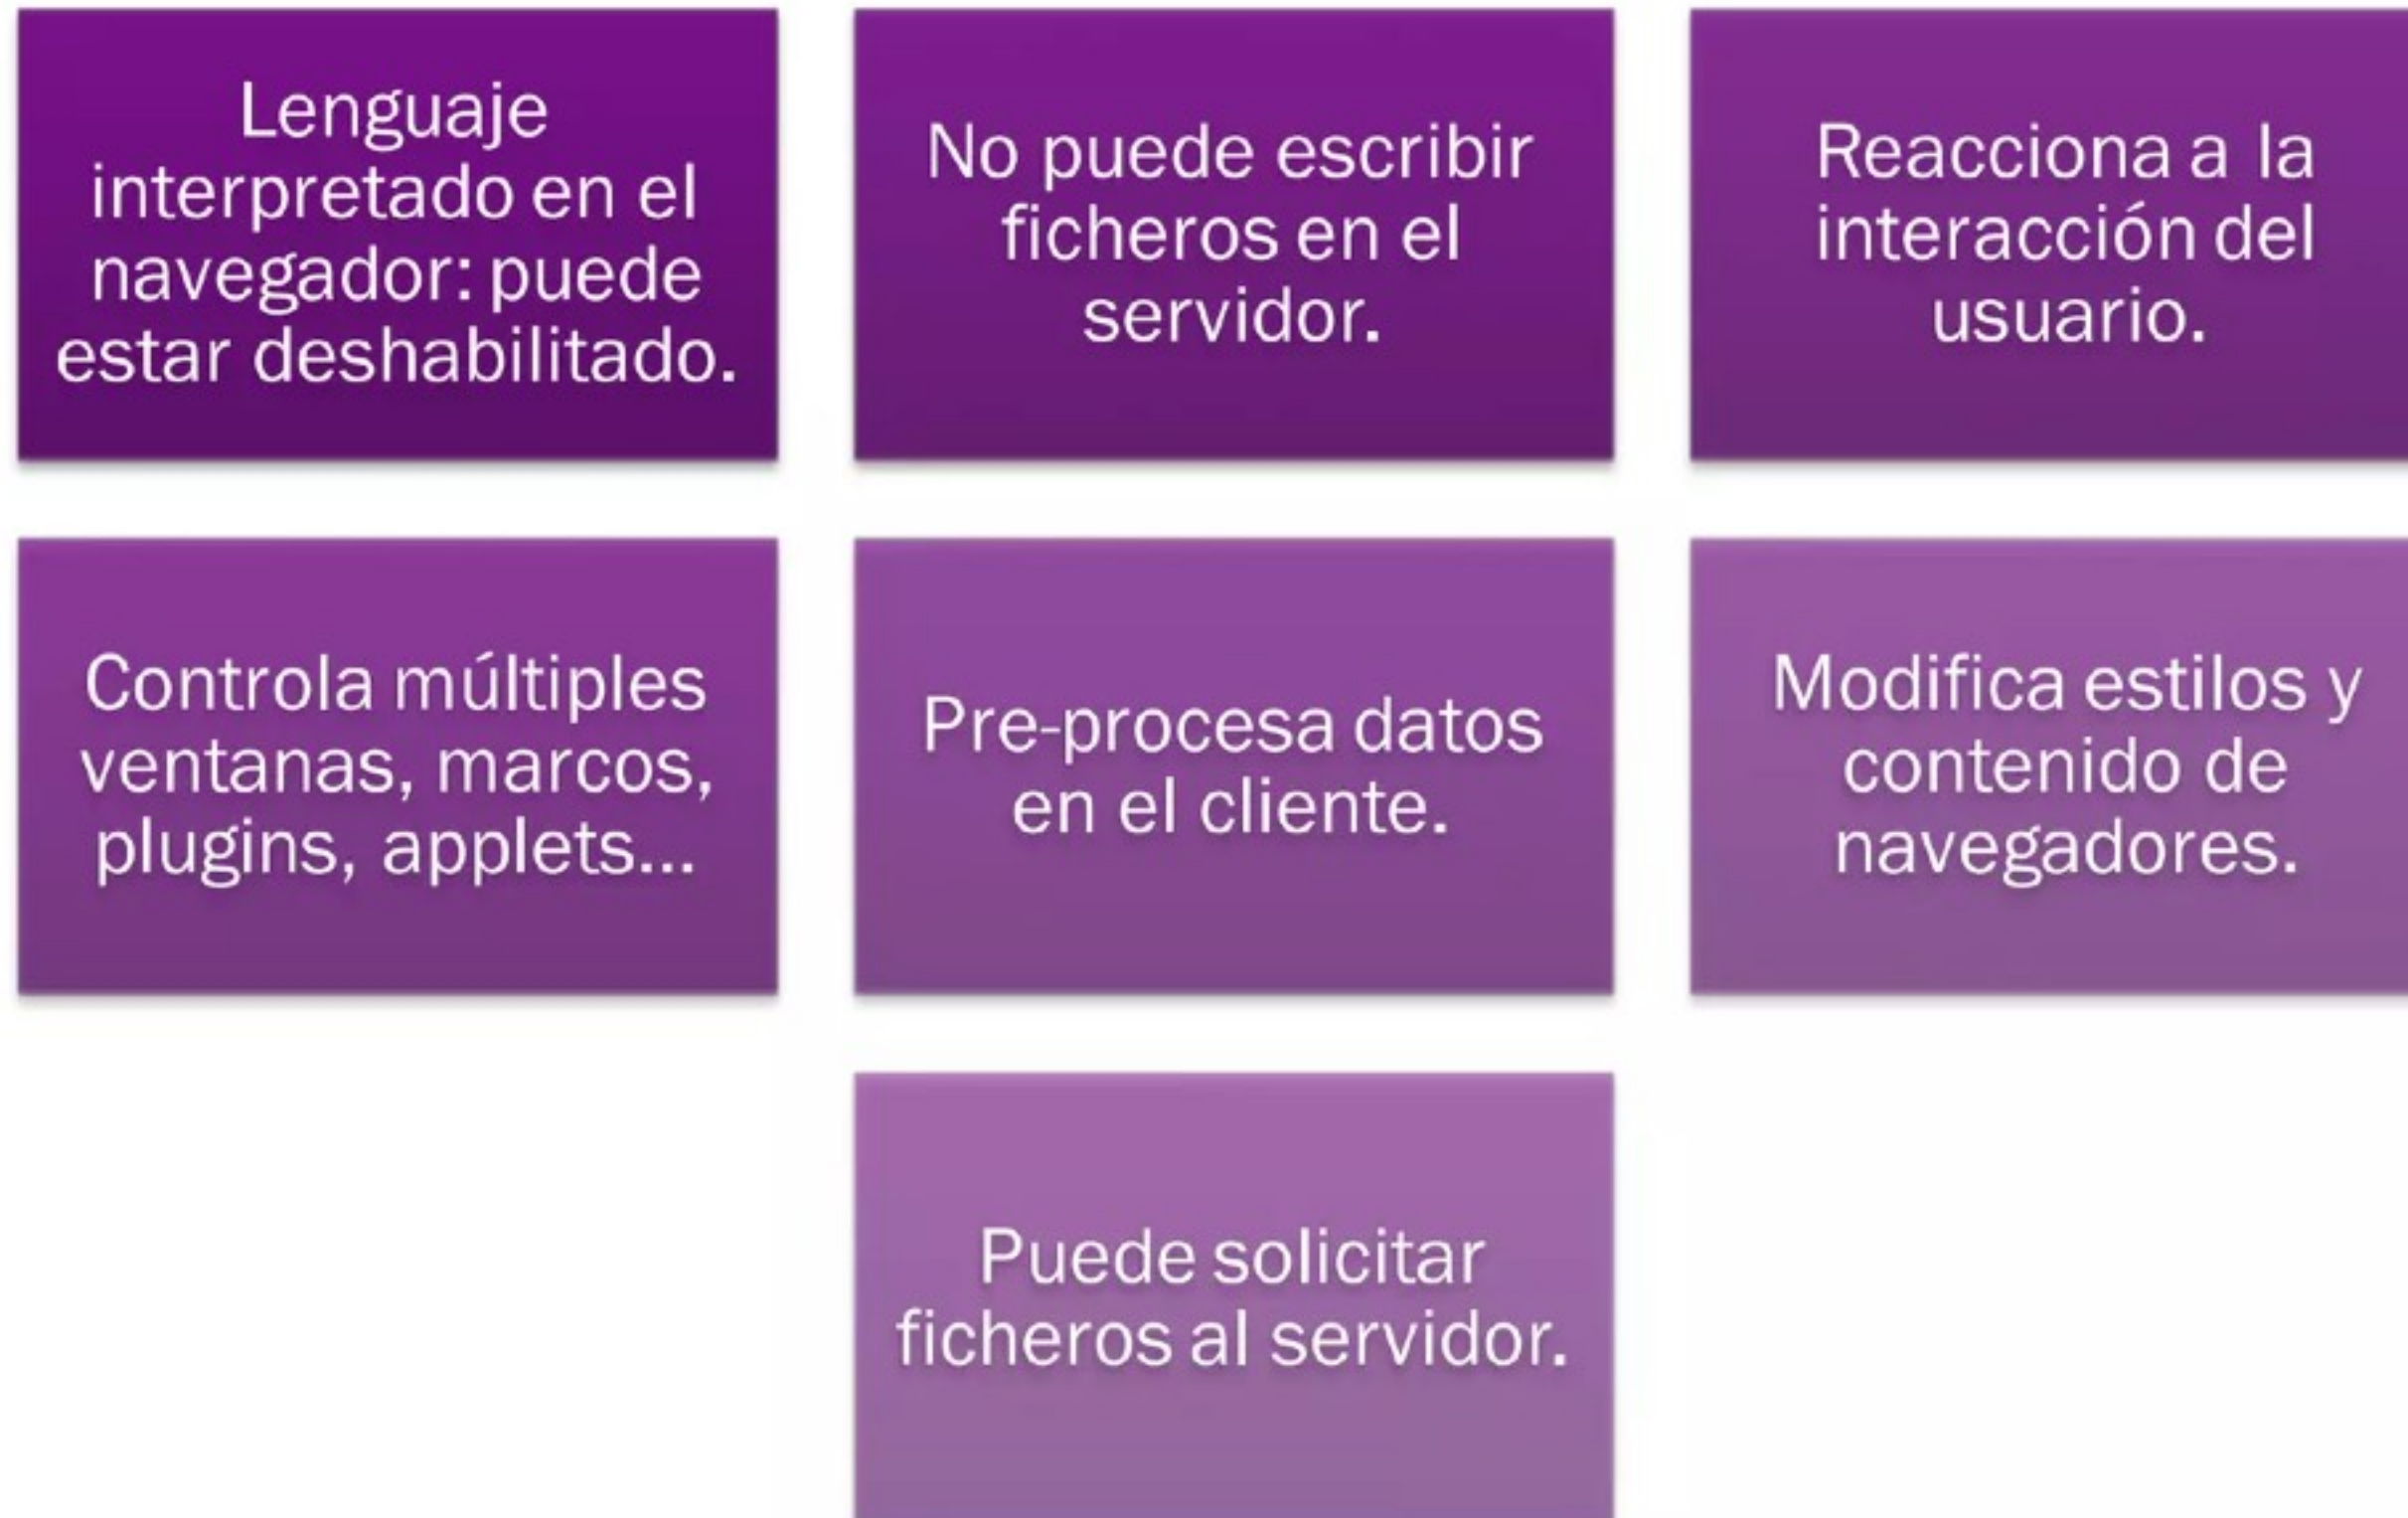 Lenguaje
interpretado en el
navegador: puede
estar deshabilitado.
No puede escribir
ficheros en el
servidor.
Reacciona a la
interacción del
usuario.
Controla múltiples
ventanas, marcos,
plugins, applets...
Pre-procesa datos
en el cliente.
Modifica estilos y
contenido de
navegadores.
Puede solicitar
ficheros al servidor.